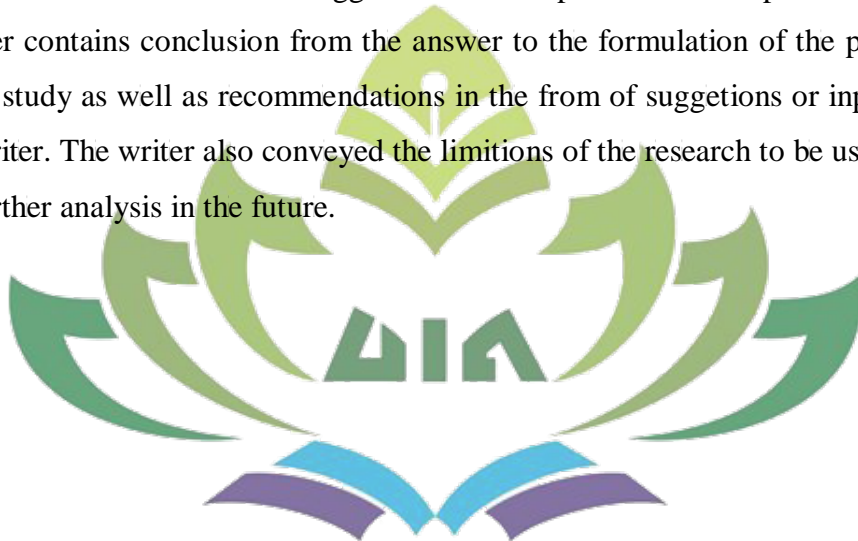 er contains conclusion from the answer to the formulation of the p
study as well as recommendations in the from of suggetions or inp
riter. The writer also conveyed the limitions of the research to be us
rther analysis in the future.
UIN